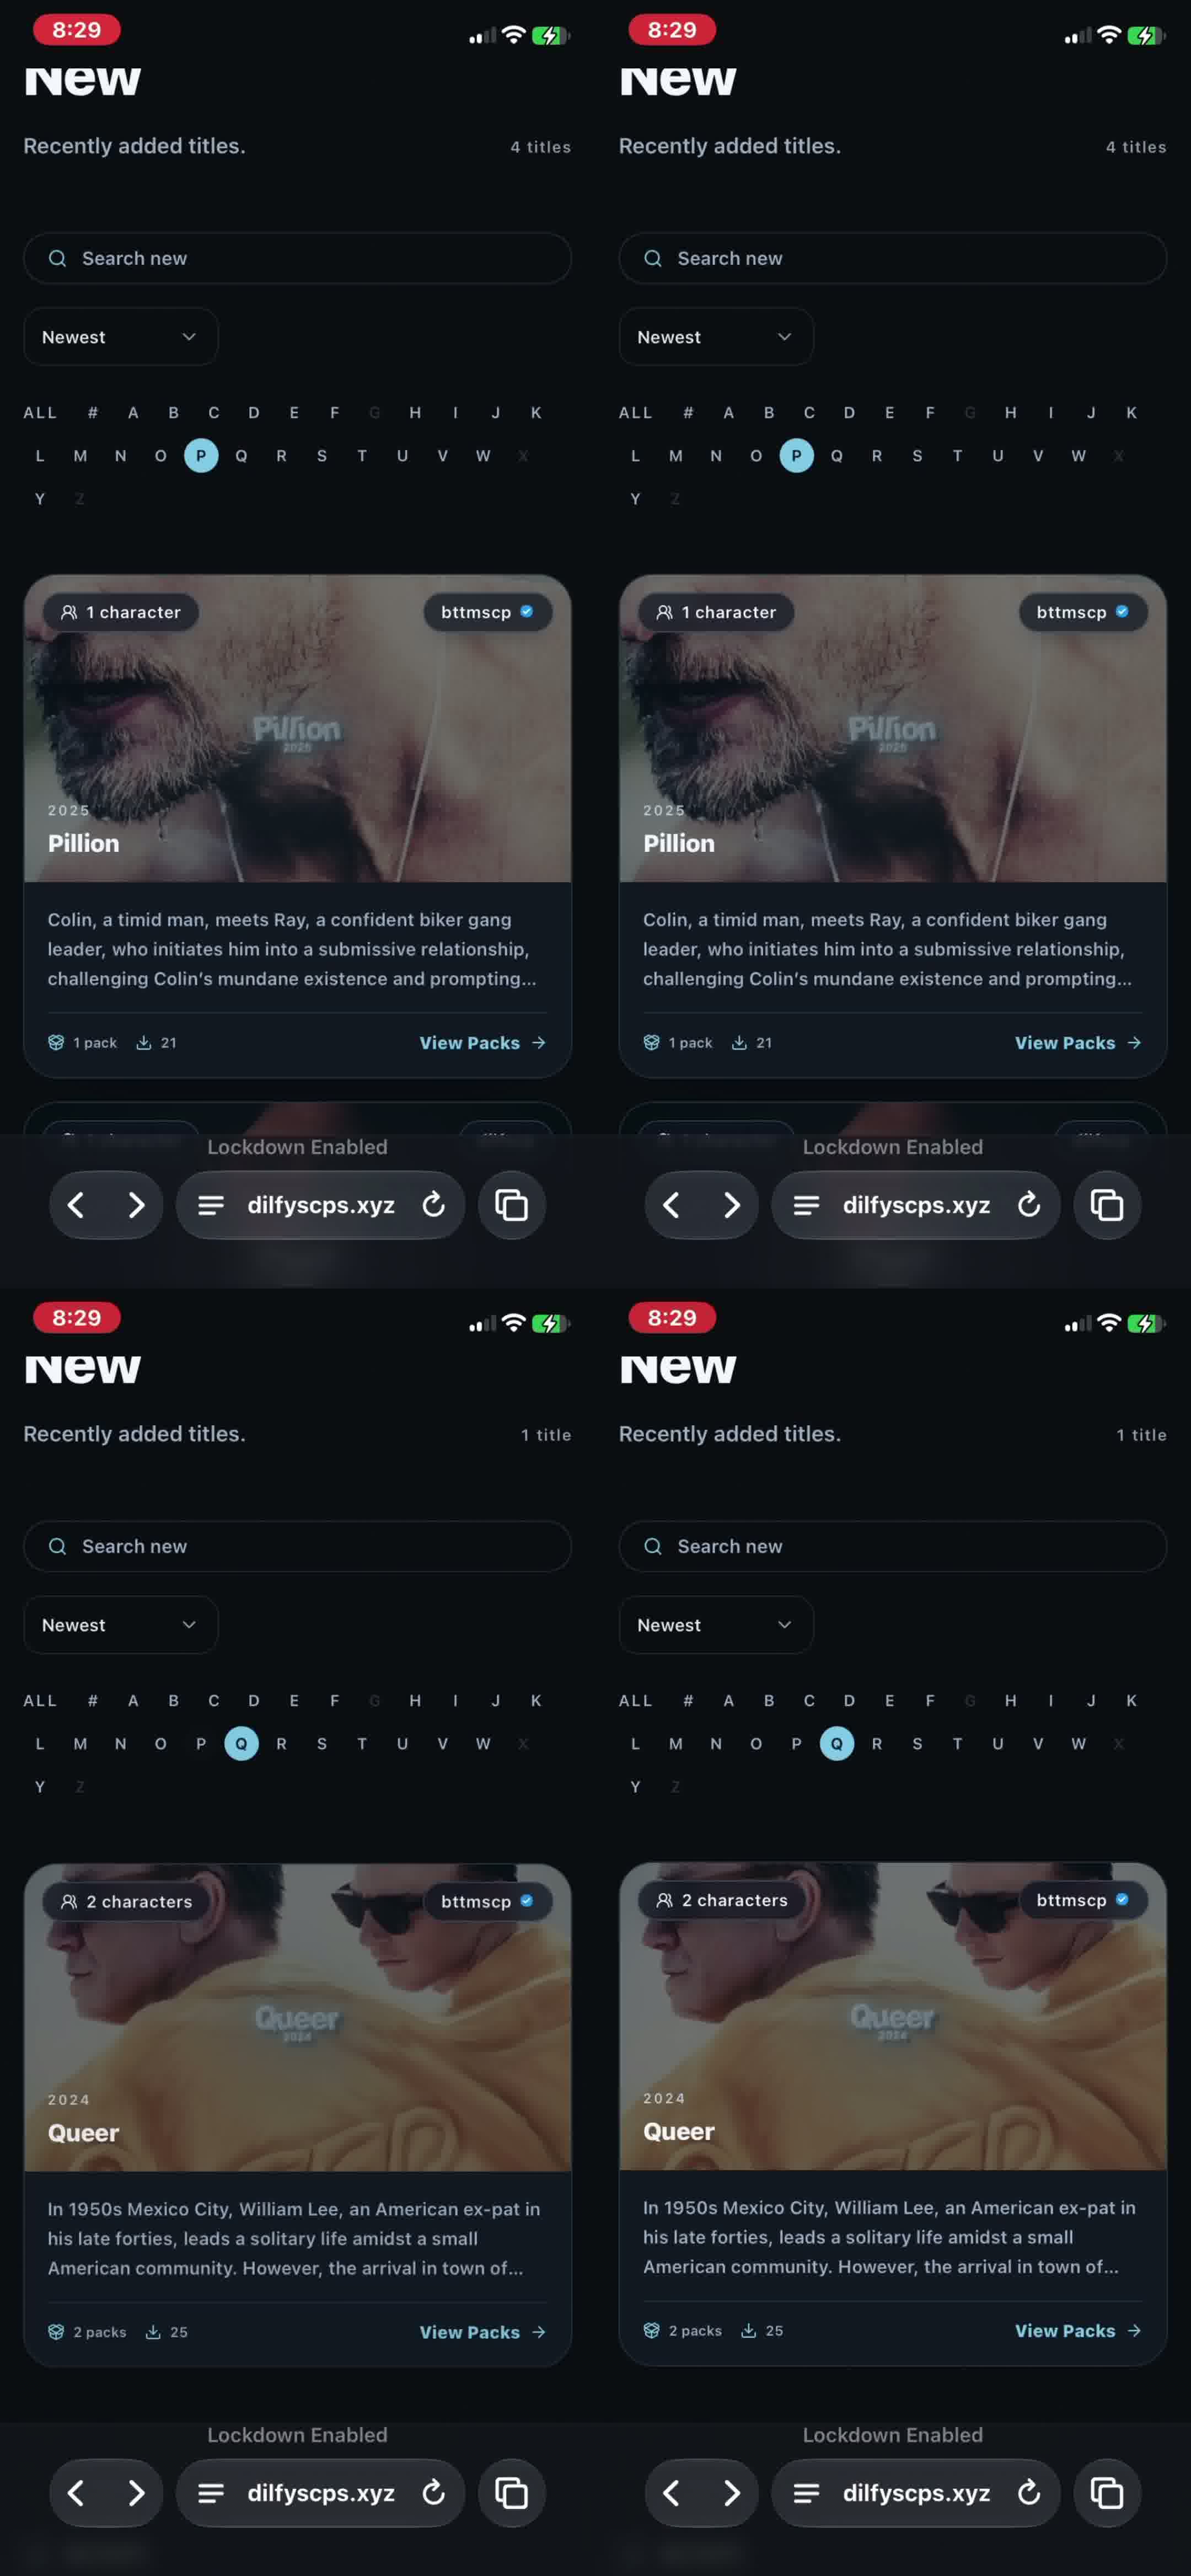 8:29
New
Recently added titles.
4 titles
Search new
Newest
ALL # A B C D E F G H I J K
L M N O P Q R S T U V W X
Y Z
1 character
bttmscp
Pillion
2025
2025
Pillion
Colin, a timid man, meets Ray, a confident biker gang
leader, who initiates him into a submissive relationship,
challenging Colin's mundane existence and prompting...
1 pack 21
View Packs
Lockdown Enabled
dilfyscps.xyz
8:29
New
Recently added titles.
4 titles
Search new
Newest
ALL # A B C D E F G H I J K
L M N O P Q R S T U V W X
Y Z
1 character
bttmscp
Pillion
2025
2025
Pillion
Colin, a timid man, meets Ray, a confident biker gang
leader, who initiates him into a submissive relationship,
challenging Colin's mundane existence and prompting...
1 pack 21
View Packs
Lockdown Enabled
dilfyscps.xyz
8:29
New
Recently added titles.
1 title
Search new
Newest
ALL # A B C D E F G H I J K
L M N O P Q R S T U V W X
Y Z
2 characters
bttmscp
Queer
2024
2024
Queer
In 1950s Mexico City, William Lee, an American ex-pat in
his late forties, leads a solitary life amidst a small
American community. However, the arrival in town of...
2 packs 25
View Packs
Lockdown Enabled
dilfyscps.xyz
8:29
New
Recently added titles.
1 title
Search new
Newest
ALL # A B C D E F G H I J K
L M N O P Q R S T U V W X
Y Z
2 characters
bttmscp
Queer
2024
2024
Queer
In 1950s Mexico City, William Lee, an American ex-pat in
his late forties, leads a solitary life amidst a small
American community. However, the arrival in town of...
2 packs 25
View Packs
Lockdown Enabled
dilfyscps.xyz